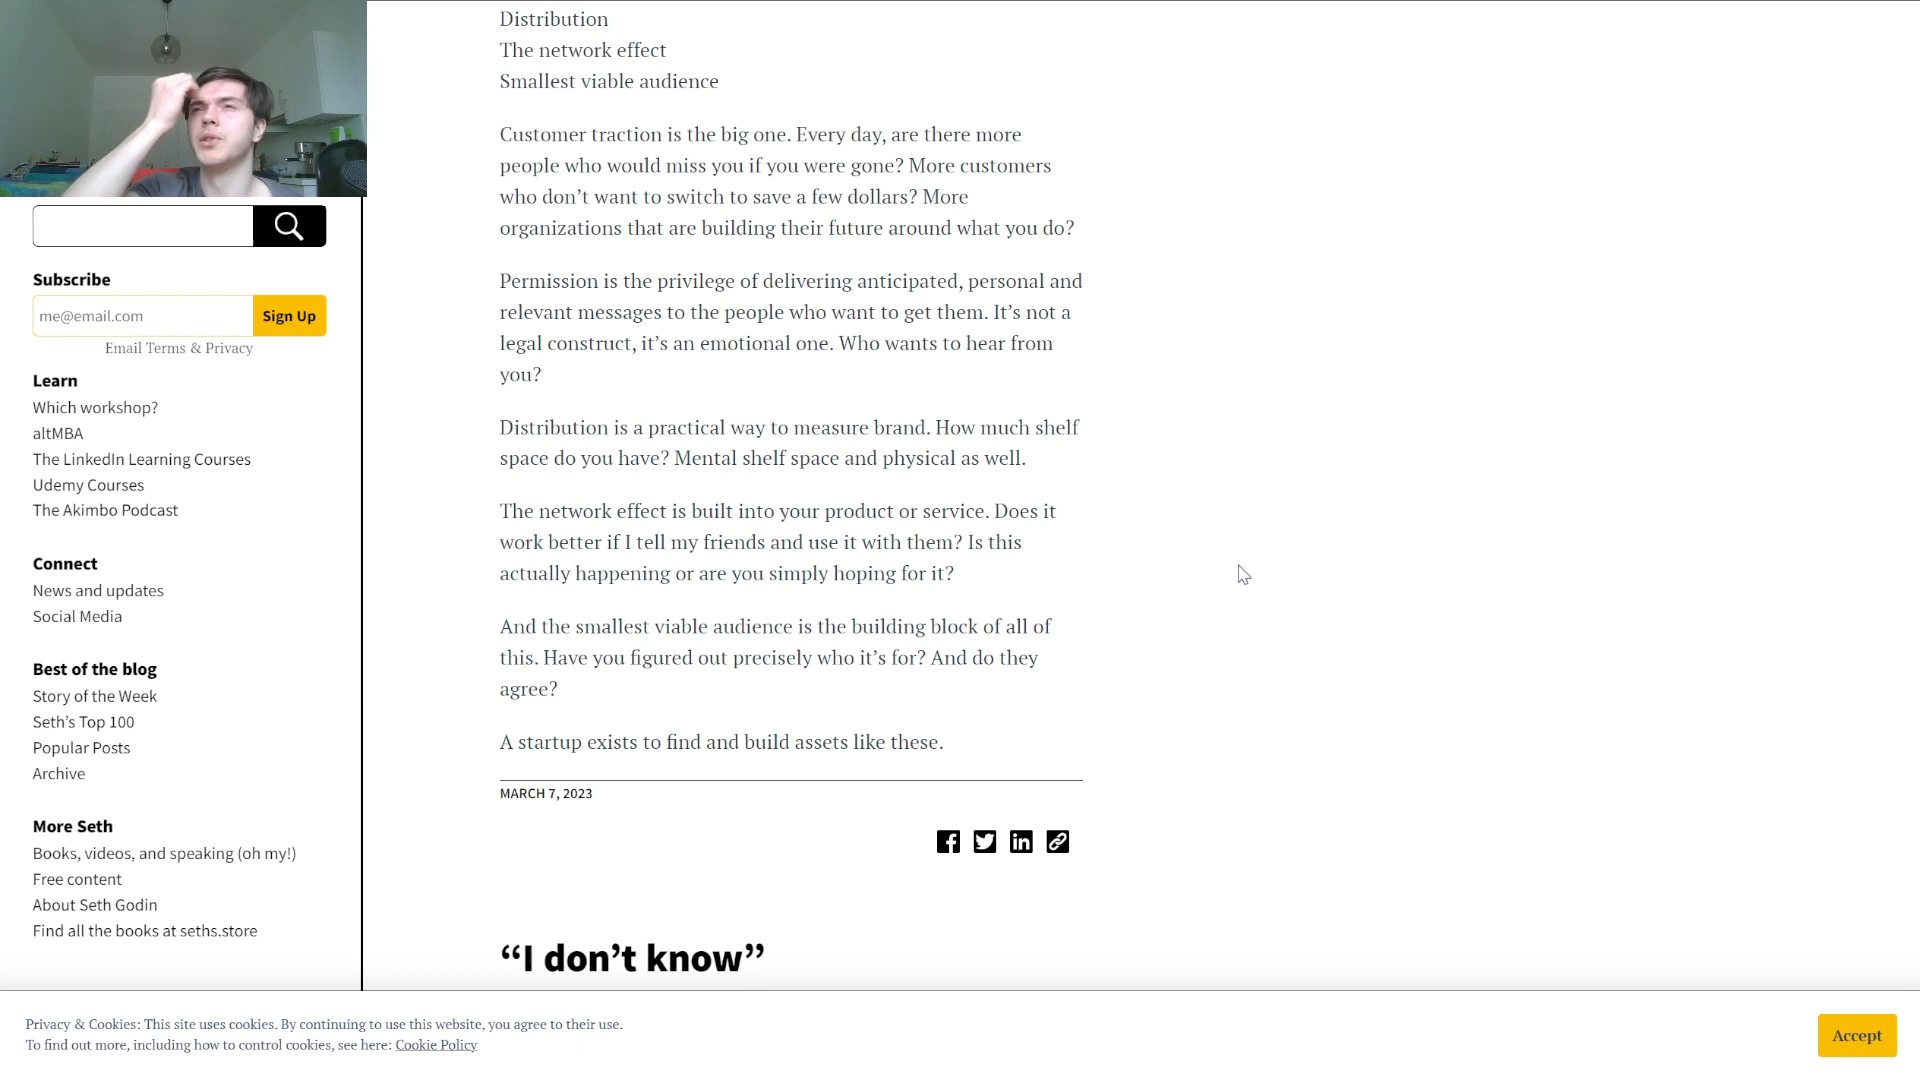 Distribution
The network effect
Smallest viable audience
Customer traction is the big one. Every day, are there more
people who would miss you if you were gone? More customers
who don’t want to switch to save a few dollars? More
organizations that are building their future around what you do?
Permission is the privilege of delivering anticipated, personal and
relevant messages to the people who want to get them. It’s not a
legal construct, it’s an emotional one. Who wants to hear from
you?
Distribution is a practical way to measure brand. How much shelf
space do you have? Mental shelf space and physical as well.
The network effect is built into your product or service. Does it
work better if I tell my friends and use it with them? Is this
actually happening or are you simply hoping for it?
And the smallest viable audience is the building block of all of
this. Have you figured out precisely who it’s for? And do they
agree?
A startup exists to find and build assets like these.
MARCH 7, 2023
“I don’t know”
Subscribe
me@email.com
Sign Up
Email Terms & Privacy
Learn
Which workshop?
altMBA
The LinkedIn Learning Courses
Udemy Courses
The Akimbo Podcast
Connect
News and updates
Social Media
Best of the blog
Story of the Week
Seth’s Top 100
Popular Posts
Archive
More Seth
Books, videos, and speaking (oh my!)
Free content
About Seth Godin
Find all the books at seths.store
Privacy & Cookies: This site uses cookies. By continuing to use this website, you agree to their use.
To find out more, including how to control cookies, see here: Cookie Policy
Accept